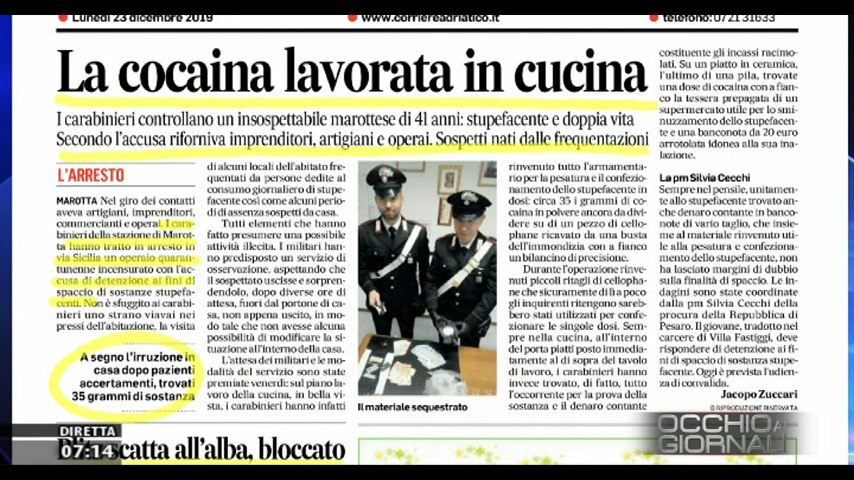 Lunedì 23 dicembre 2019
www.corriereadriatico.it
telefono: 0721 31633
La cocaina lavorata in cucina
I carabinieri controllano un insospettabile marottese di 41 anni: stupefacente e doppia vita
Secondo l'accusa riforniva imprenditori, artigiani e operai. Sospetti nati dalle frequentazioni
L'ARRESTO
MAROTTA Nel giro dei contatti
aveva artigiani, imprenditori,
commercianti e operai. I cara-
binieri della stazione di Marot-
ta hanno tratto in arresto in
via Sicilia un operaio quaran-
tunenne incensurato con l'ac-
cusa di detenzione ai fini di
spaccio di sostanze stupefa-
centi. Non è sfuggito ai carabi-
nieri uno strano viavai nei
pressi dell'abitazione, la visita
A segno l'irruzione in
casa dopo pazienti
accertamenti, trovati
35 grammi di sostanza
di alcuni locali dell'abitato fre-
quentati da persone dedite al
consumo giornaliero di stupe-
facente così come alcuni perio-
di di assenza sospetti da casa.
Tutti elementi che hanno
fatto presumere una possibile
attività illecita. I militari han-
no predisposto un servizio di
osservazione, aspettando che
il sospettato uscisse e sorpren-
dendolo, dopo diverse ore di
attesa, fuori dal portone di ca-
sa, non appena uscito, in mo-
do tale che non avesse alcuna
possibilità di modificare la si-
tuazione all'interno della casa.
L'attesa dei militari e le mo-
dalità del servizio sono state
premiate venerdì: sul piano la-
voro della cucina, in bella vi-
sta, i carabinieri hanno infatti
Il materiale sequestrato
rinvenuto tutto l'armamenta-
rio per la pesatura e il confezio-
namento dello stupefacente in
dosi: circa 35 i grammi di co-
caina in polvere ancora da divi-
dere su di un pezzo di cello-
phane ricavato da una busta
dell'immondizia con a fianco
un bilancino di precisione.
Durante l'operazione rinve-
nuti piccoli ritagli di cellopha-
ne che sicuramente di lì a poco
gli inquirenti ritengono sareb-
bero stati utilizzati per confe-
zionare le singole dosi. Sem-
pre nella cucina, all'interno
del porta piatti posto immedia-
tamente al di sopra del tavolo
di lavoro, i carabinieri hanno
invece trovato, di fatto, tutto
l'occorrente per la prova della
sostanza e il denaro contante
costituente gli incassi racimo-
lati. Su un piatto in ceramica,
l'ultimo di una pila, trovate
una dose di cocaina con a fian-
co la tessera prepagata di un
supermercato utile per lo smi-
nuzzamento dello stupefacen-
te e una banconota da 20 euro
arrotolata idonea alla sua ina-
lazione.
La pm Silvia Cecchi
Sempre nel pensile, unitamen-
te allo stupefacente trovato an-
che denaro contante in banco-
note di vario taglio, che insie-
me al materiale rinvenuto uti-
le alla pesatura e confeziona-
mento dello stupefacente, non
ha lasciato margini di dubbio
sulla finalità di spaccio. Le in-
dagini sono state coordinate
dalla pm Silvia Cecchi della
procura della Repubblica di
Pesaro. Il giovane, tradotto nel
carcere di Villa Fastiggi, deve
rispondere di detenzione ai fi-
ni di spaccio di sostanza stupe-
facente. Oggi è prevista l'udien-
za di convalida.
Jacopo Zuccari
© RIPRODUZIONE RISERVATA
scatta all'alba, bloccato
DIRETTA
07:14
OCCHIO AI
GIORNALI